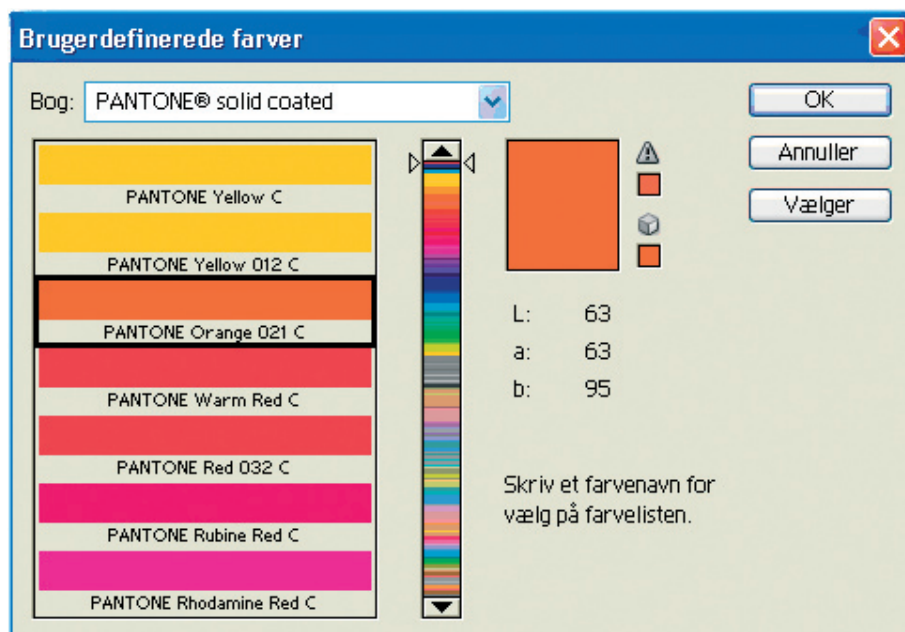 Brugerdefinerede farver
Bog: PANTONE® solid coated
OK
Annuller
Vælger
PANTONE Yellow C
PANTONE Yellow 012 C
PANTONE Orange 021 C
PANTONE Warm Red C
PANTONE Red 032 C
PANTONE Rubine Red C
PANTONE Rhodamine Red C
L: 63
a: 63
b: 95
Skriv et farvenavn for
vælg på farvelisten.